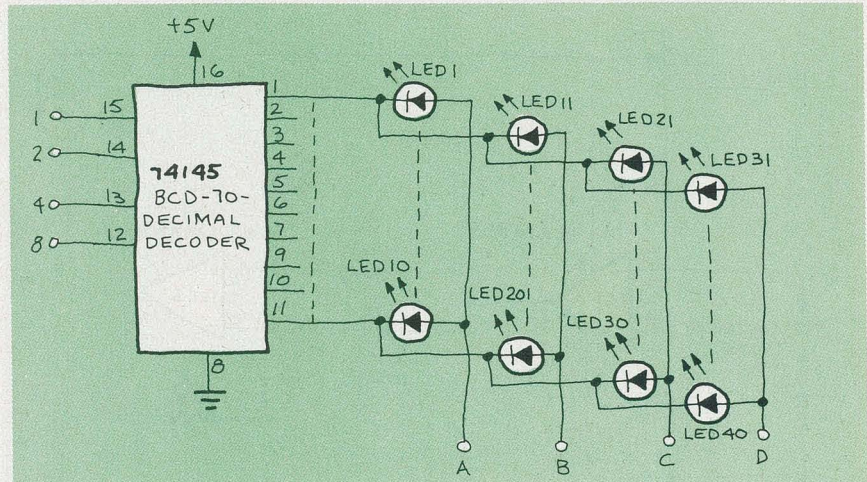 +5V
16
1 15
2 14
4 13
8 12
74145
BCD-TO-
DECIMAL
DECODER
1
2
3
4
5
6
7
9
10
11
8
LED1
LED11
LED21
LED31
LED10
LED201
LED30
LED40
A B C D